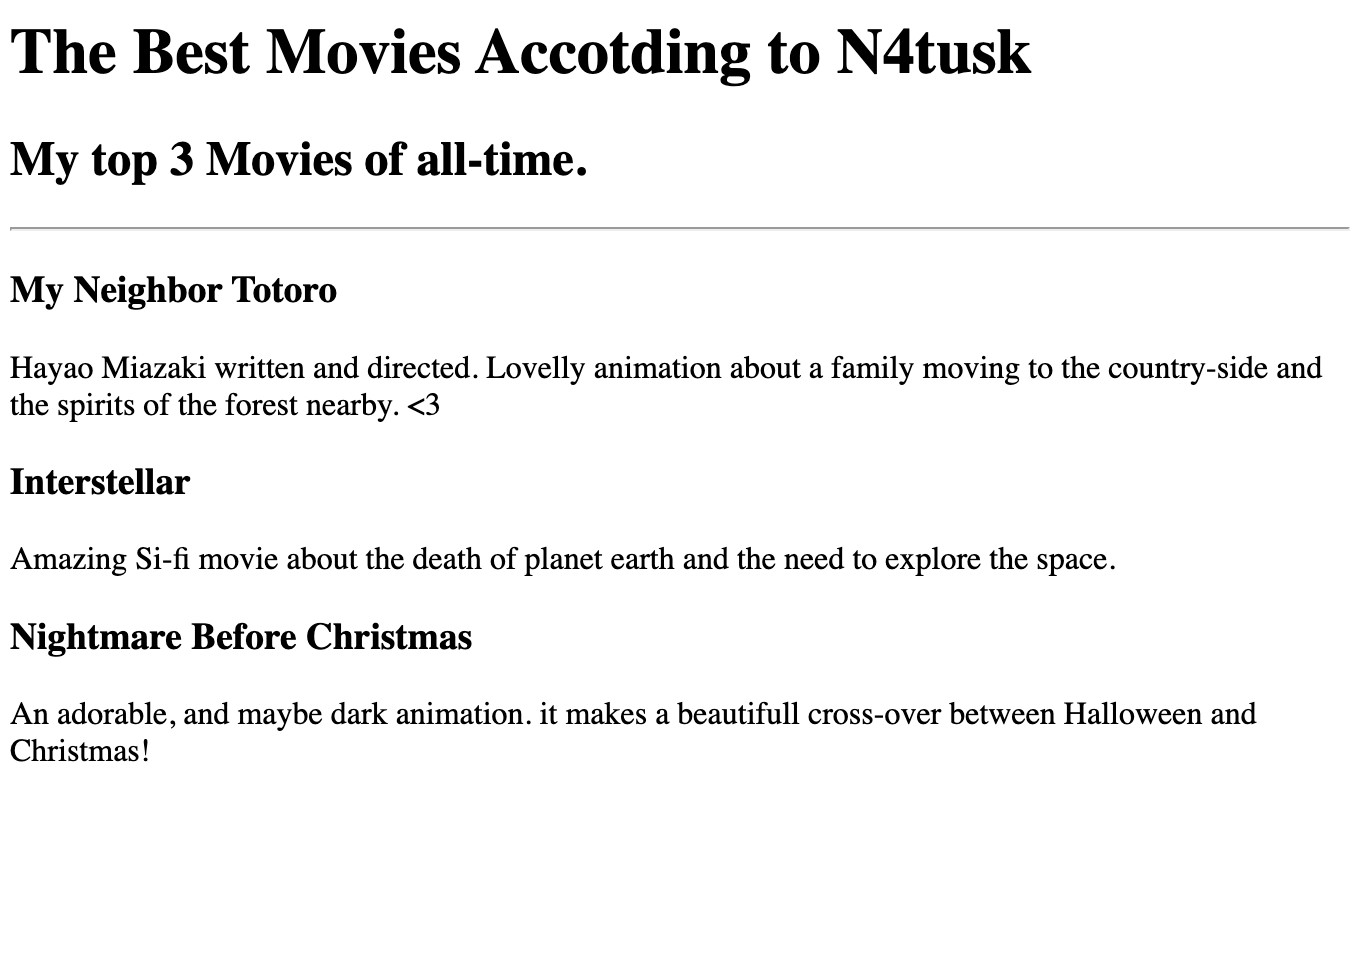 The Best Movies Accotding to N4tusk
My top 3 Movies of all-time.
My Neighbor Totoro
Hayao Miazaki written and directed. Lovelly animation about a family moving to the country-side and
the spirits of the forest nearby. <3
Interstellar
Amazing Si-fi movie about the death of planet earth and the need to explore the space.
Nightmare Before Christmas
An adorable, and maybe dark animation. it makes a beautifull cross-over between Halloween and
Christmas!